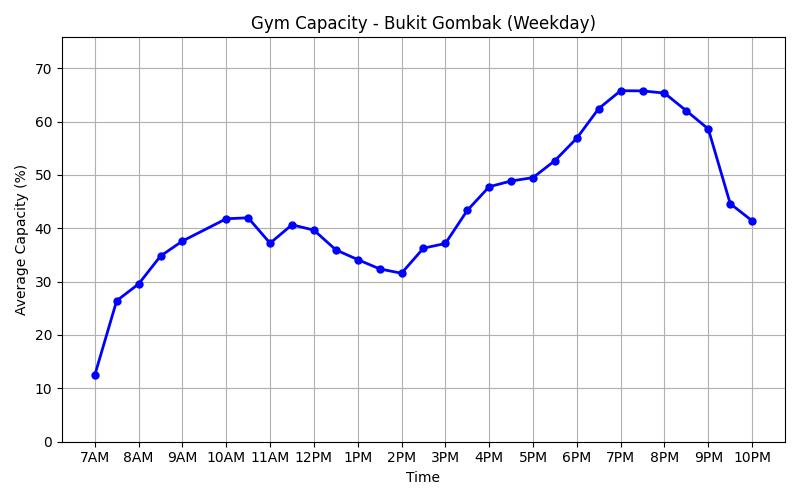 Gym Capacity - Bukit Gombak (Weekday)
Average Capacity (%)
70
60
50
40
30
20
10
0
7AM 8AM 9AM 10AM 11AM 12PM 1PM 2PM 3PM 4PM 5PM 6PM 7PM 8PM 9PM 10PM
Time